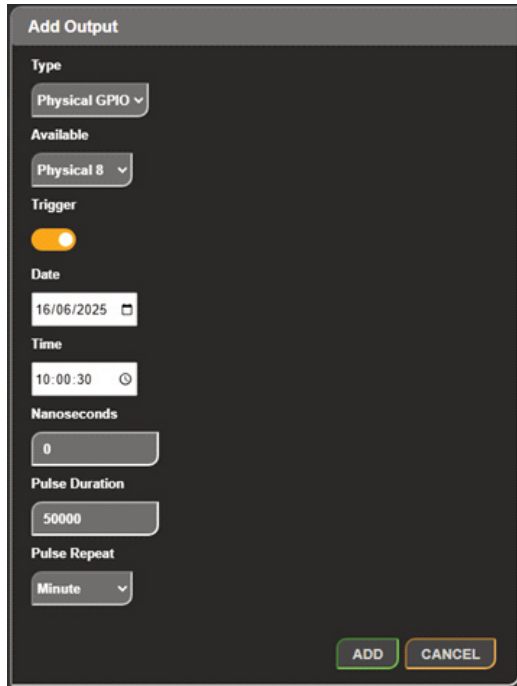 Add Output
Type
Physical GPIO
Available
Physical 8
Trigger
Date
16/06/2025
Time
10:00:30
Nanoseconds
0
Pulse Duration
50000
Pulse Repeat
Minute
ADD CANCEL